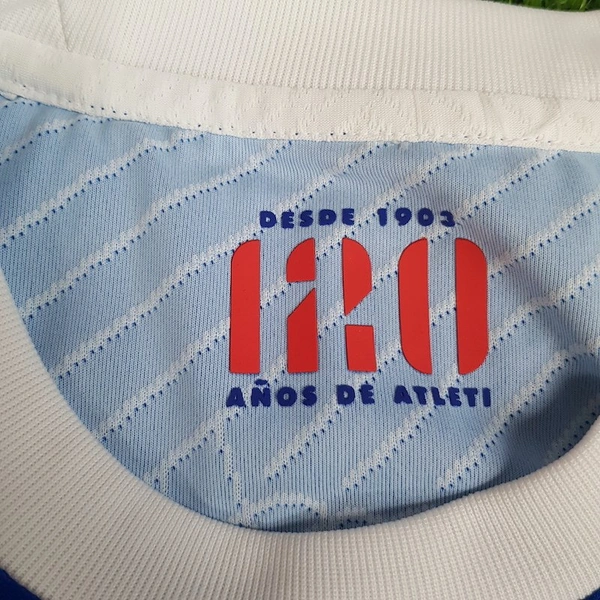 DESDE 1903
120
AÑOS DE ATLETI